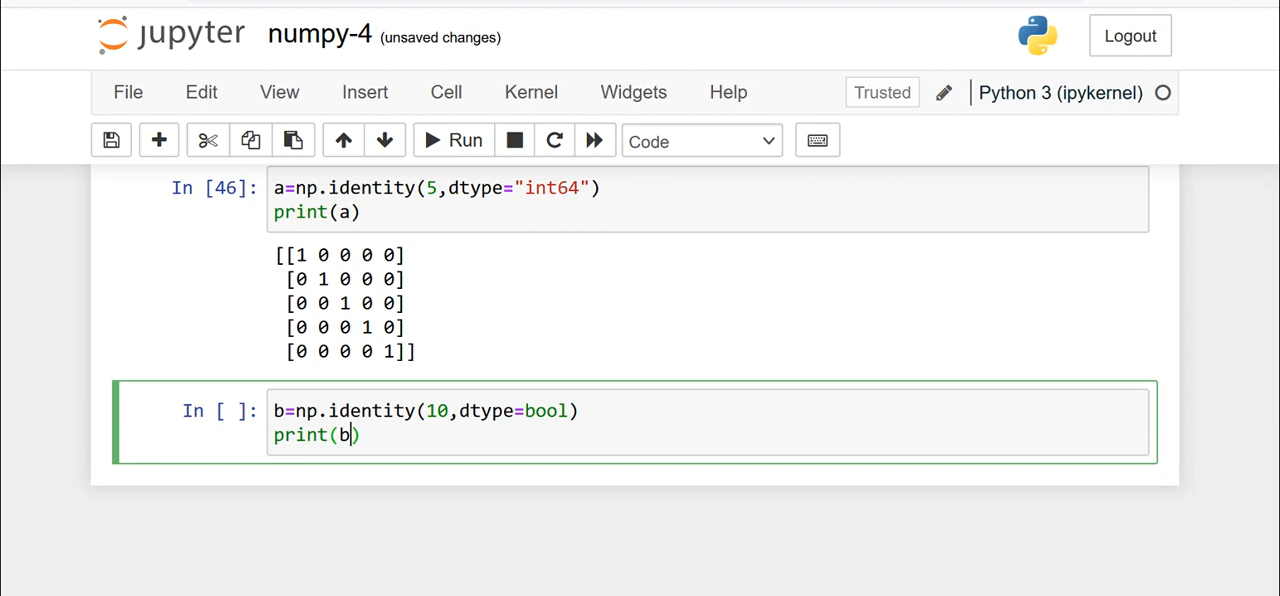 jupyter numpy-4 (unsaved changes) Logout
File Edit View Insert Cell Kernel Widgets Help Trusted Python 3 (ipykernel)
Run Code
In [46]: a=np.identity(5,dtype="int64")
print(a)
[[1 0 0 0 0]
[0 1 0 0 0]
[0 0 1 0 0]
[0 0 0 1 0]
[0 0 0 0 1]]
In [ ]: b=np.identity(10,dtype=bool)
print(b)